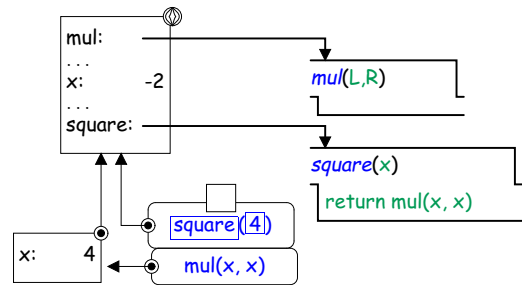 mul:
...
x: -2
...
square:
mul(L,R)
square(x)
return mul(x, x)
square(4)
mul(x, x)
x: 4